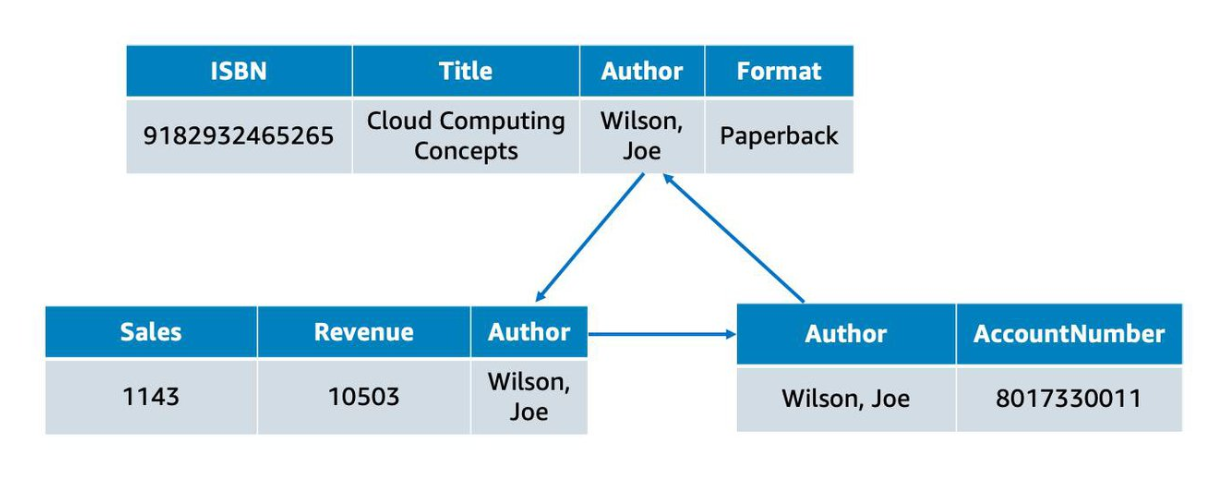 ISBN Title Author Format
9182932465265 Cloud Computing Concepts Wilson, Joe Paperback
Sales Revenue Author
1143 10503 Wilson, Joe
Author AccountNumber
Wilson, Joe 8017330011